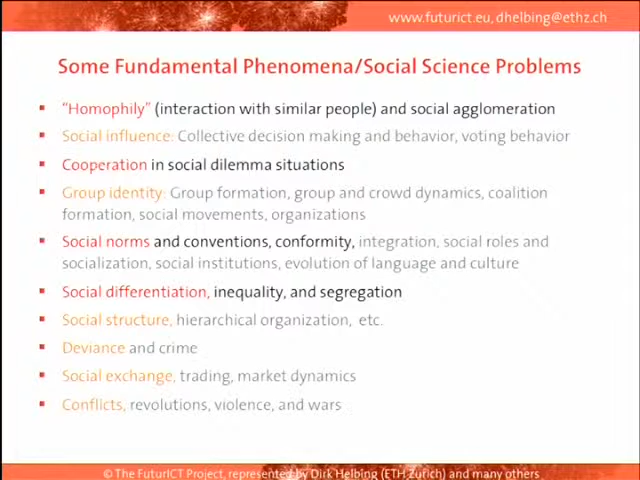 www.futurict.eu, dhelbing@ethz.ch
Some Fundamental Phenomena/Social Science Problems
"Homophily" (interaction with similar people) and social agglomeration
Social influence: Collective decision making and behavior, voting behavior
Cooperation in social dilemma situations
Group identity: Group formation, group and crowd dynamics, coalition
formation, social movements, organizations
Social norms and conventions, conformity, integration, social roles and
socialization, social institutions, evolution of language and culture
Social differentiation, inequality, and segregation
Social structure, hierarchical organization, etc.
Deviance and crime
Social exchange, trading, market dynamics
Conflicts, revolutions, violence, and wars
© The FuturICT Project, represented by Dirk Helbing (ETH Zurich) and many others